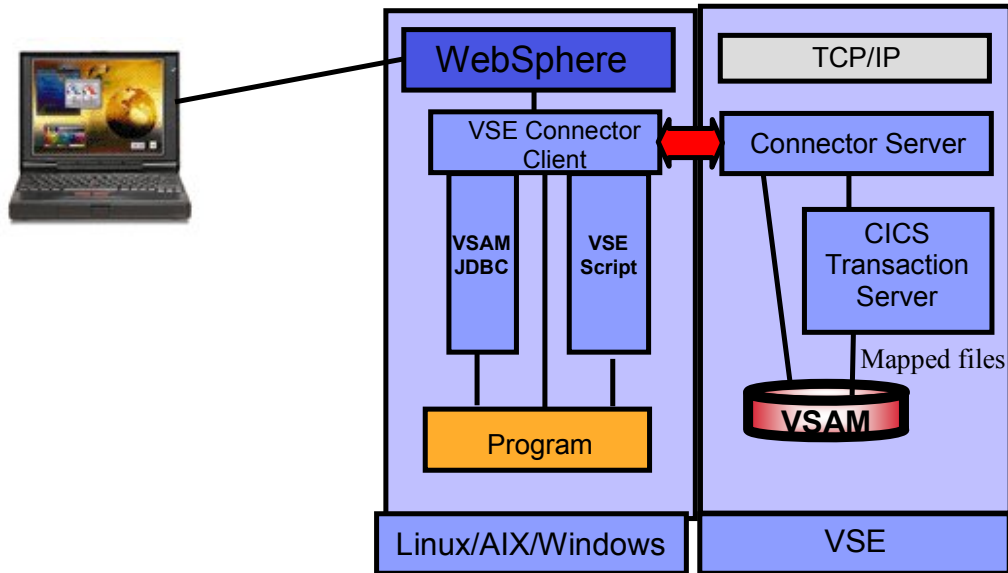 WebSphere
VSE Connector
Client
VSAM
JDBC
VSE
Script
Program
Linux/AIX/Windows
TCP/IP
Connector Server
CICS
Transaction
Server
Mapped files
VSAM
VSE